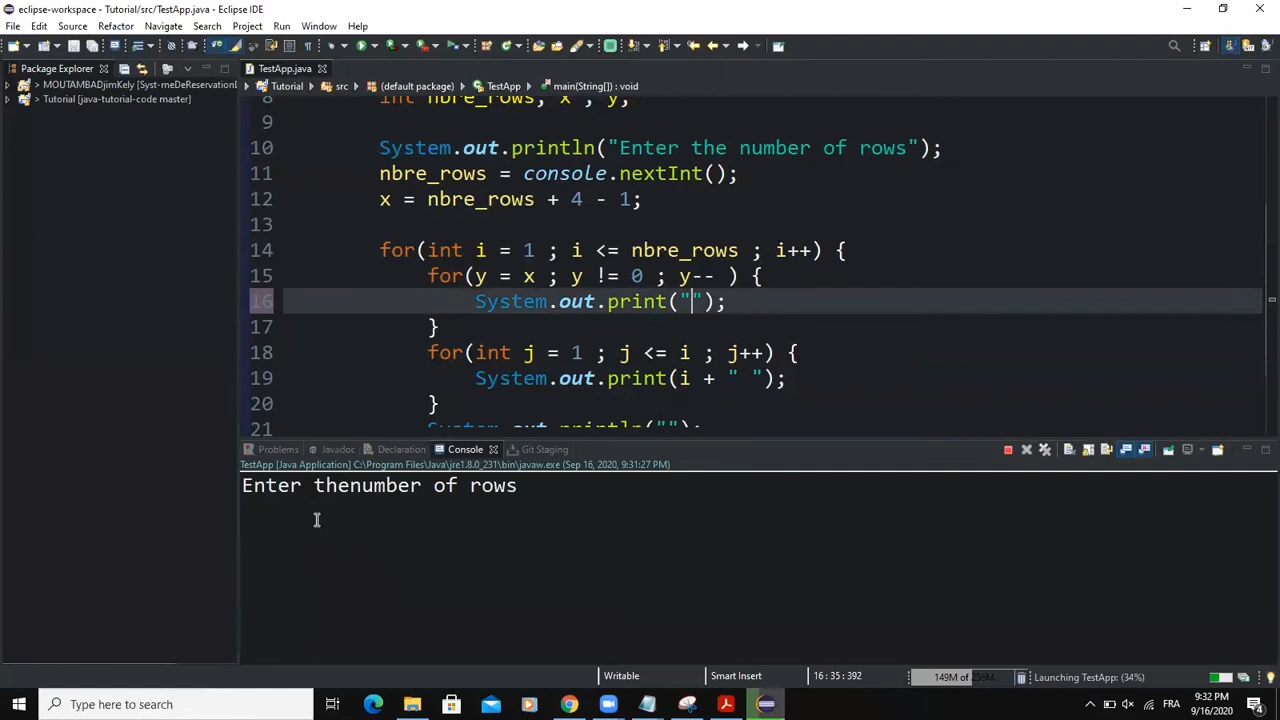 eclipse-workspace - Tutorial/src/TestApp.java - Eclipse IDE
File Edit Source Refactor Navigate Search Project Run Window Help
Package Explorer
TestApp.java
> MOUTAMBADjimKely [Syst-meDeReservationD
> Tutorial [java-tutorial-code master]
Tutorial src (default package) TestApp main(String[]) : void
8 int nbre_rows, x , y;
9
10 System.out.println("Enter the number of rows");
11 nbre_rows = console.nextInt();
12 x = nbre_rows + 4 - 1;
13
14 for(int i = 1 ; i <= nbre_rows ; i++) {
15 for(y = x ; y != 0 ; y-- ) {
16 System.out.print("");
17 }
18 for(int j = 1 ; j <= i ; j++) {
19 System.out.print(i + " ");
20 }
21 System.out.println("");
Problems Javadoc Declaration Console Git Staging
TestApp [Java Application] C:\Program Files\Java\jre1.8.0_231\bin\javaw.exe (Sep 16, 2020, 9:31:27 PM)
Enter thenumber of rows
Writable Smart Insert 16 : 35 : 392 149M of 256M Launching TestApp: (34%)
Type here to search
FRA
9:32 PM
9/16/2020
4